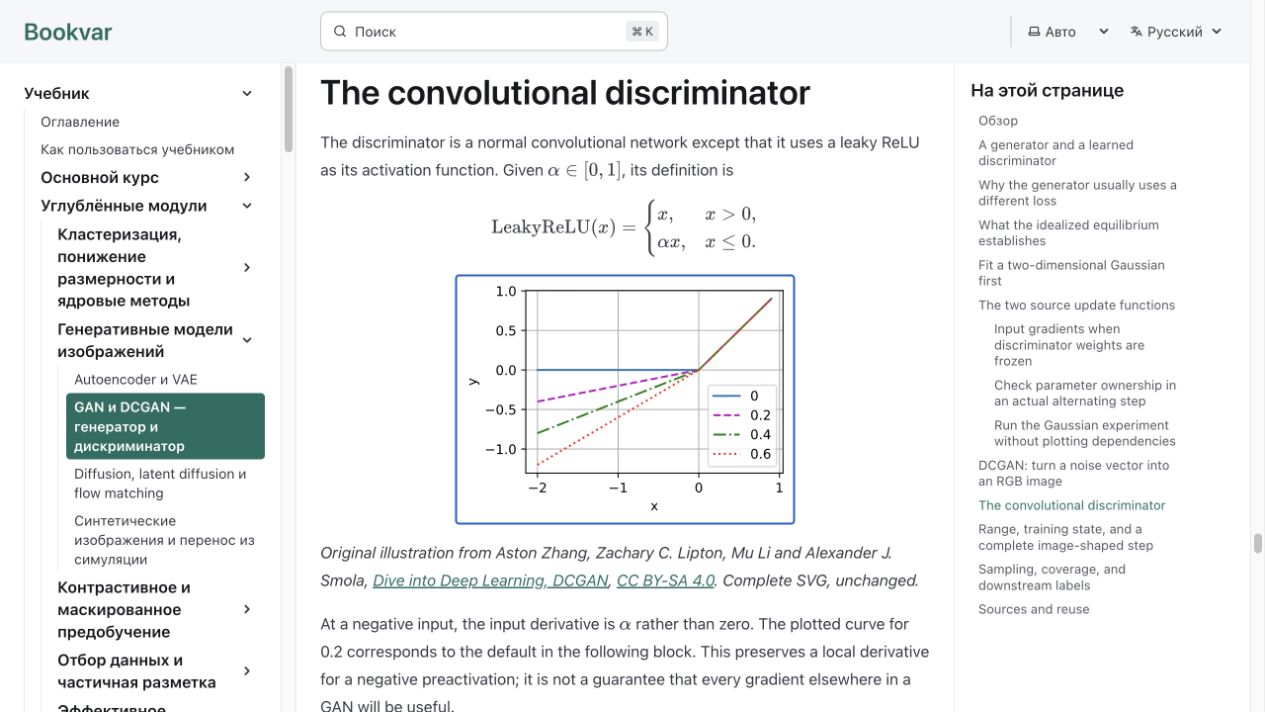 Bookvar
Поиск
⌘ K
Авто
Русский
Учебник
Оглавление
Как пользоваться учебником
Основной курс
Углублённые модули
Кластеризация,
понижение
размерности и
ядровые методы
Генеративные модели
изображений
Autoencoder и VAE
GAN и DCGAN —
генератор и
дискриминатор
Diffusion, latent diffusion и
flow matching
Синтетические
изображения и перенос из
симуляции
Контрастивное и
маскированное
предобучение
Отбор данных и
частичная разметка
Эффективное
The convolutional discriminator
The discriminator is a normal convolutional network except that it uses a leaky ReLU
as its activation function. Given α ∈ [0, 1], its definition is
LeakyReLU(x) = { x, x > 0,
αx, x ≤ 0.
1.0
0.5
0.0
−0.5
−1.0
y
−2 −1 0 1
x
0
0.2
0.4
0.6
Original illustration from Aston Zhang, Zachary C. Lipton, Mu Li and Alexander J.
Smola, Dive into Deep Learning, DCGAN, CC BY-SA 4.0. Complete SVG, unchanged.
At a negative input, the input derivative is α rather than zero. The plotted curve for
0.2 corresponds to the default in the following block. This preserves a local derivative
for a negative preactivation; it is not a guarantee that every gradient elsewhere in a
GAN will be useful.
На этой странице
Обзор
A generator and a learned
discriminator
Why the generator usually uses a
different loss
What the idealized equilibrium
establishes
Fit a two-dimensional Gaussian
first
The two source update functions
Input gradients when
discriminator weights are
frozen
Check parameter ownership in
an actual alternating step
Run the Gaussian experiment
without plotting dependencies
DCGAN: turn a noise vector into
an RGB image
The convolutional discriminator
Range, training state, and a
complete image-shaped step
Sampling, coverage, and
downstream labels
Sources and reuse